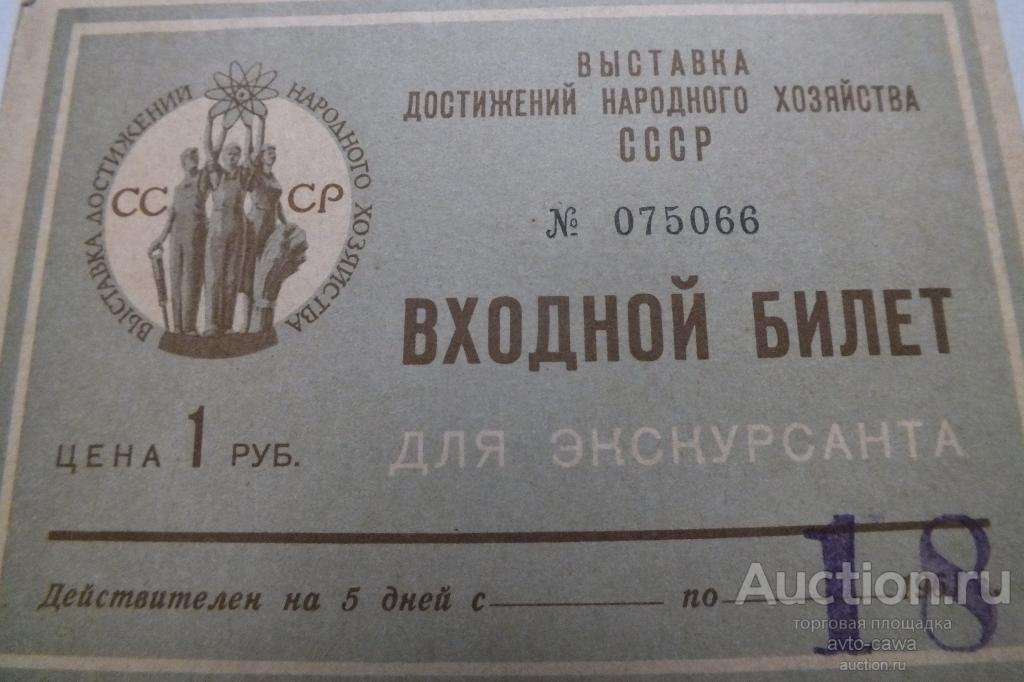 ВЫСТАВКА ДОСТИЖЕНИЙ НАРОДНОГО ХОЗЯЙСТВА
СС СР
ВЫСТАВКА
ДОСТИЖЕНИЙ НАРОДНОГО ХОЗЯЙСТВА
СССР
№ 075066
ВХОДНОЙ БИЛЕТ
ЦЕНА 1 РУБ.
ДЛЯ ЭКСКУРСАНТА
Действителен на 5 дней с по
18
Auction.ru
торговая площадка
avto-cawa
auction.ru